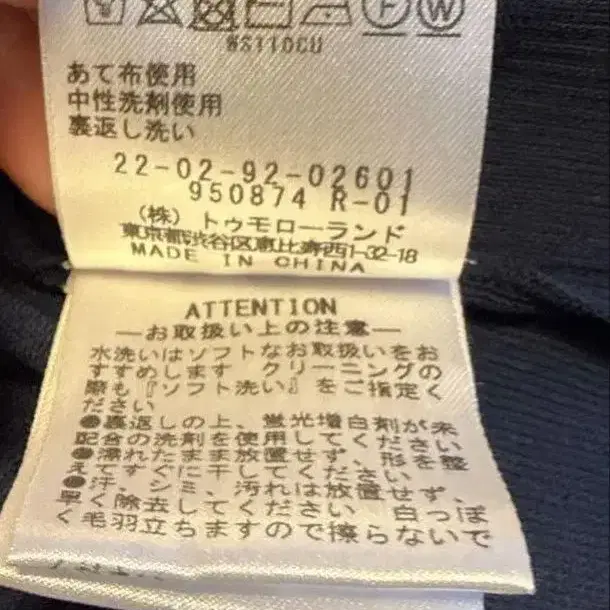 F W
WS110CU
あて布使用
中性洗剤使用
裏返し洗い
22-02-92-02601
950874 R-01
(株) トゥモローランド
東京都渋谷区恵比寿西1-32-18
MADE IN CHINA
ATTENTION
—お取扱い上の注意—
水洗いはソフトなお取扱いをお
すすめします クリーニングの
際も『ソフト洗い』をご指定く
ださい
●裏返しの上、蛍光増白剤が未
配合の洗剤を使用してください
●濡れたまま放置せず、形を整
えてすぐに干してください
●汗、シミ、汚れは放置せず、
早く除去してください 白っぽ
く毛羽立ちますので擦らないで